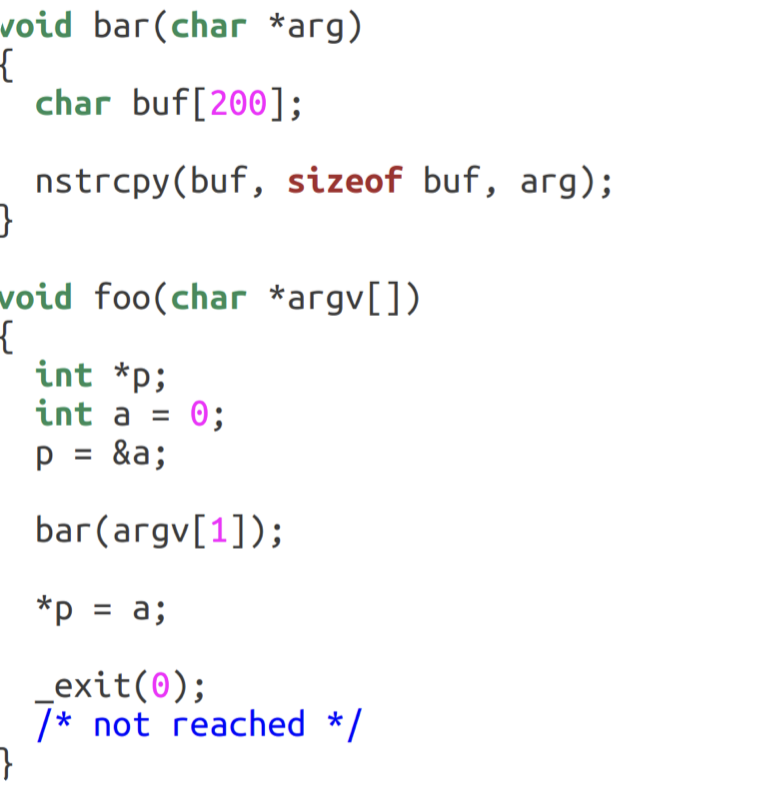 void bar(char *arg)
{
  char buf[200];

  nstrcpy(buf, sizeof buf, arg);
}

void foo(char *argv[])
{
  int *p;
  int a = 0;
  p = &a;

  bar(argv[1]);

  *p = a;

  _exit(0);
  /* not reached */
}